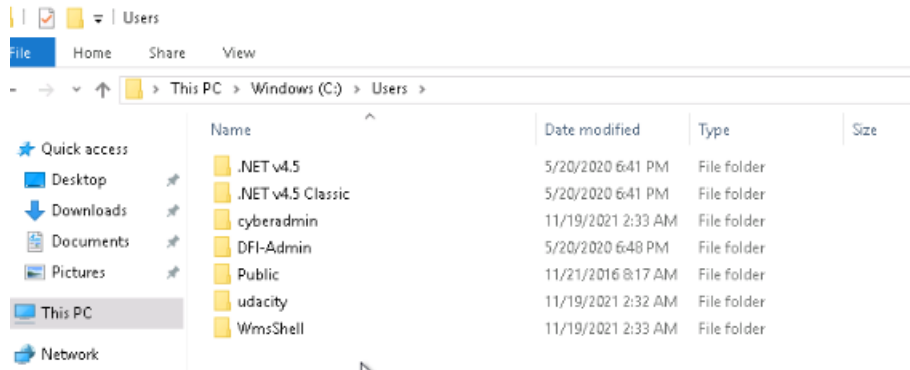 Users
File Home Share View
This PC > Windows (C:) > Users >
Name Date modified Type Size
Quick access
Desktop
Downloads
Documents
Pictures
This PC
Network
.NET v4.5 5/20/2020 6:41 PM File folder
.NET v4.5 Classic 5/20/2020 6:41 PM File folder
cyberadmin 11/19/2021 2:33 AM File folder
DFI-Admin 5/20/2020 6:48 PM File folder
Public 11/21/2016 8:17 AM File folder
udacity 11/19/2021 2:32 AM File folder
WmsShell 11/19/2021 2:33 AM File folder